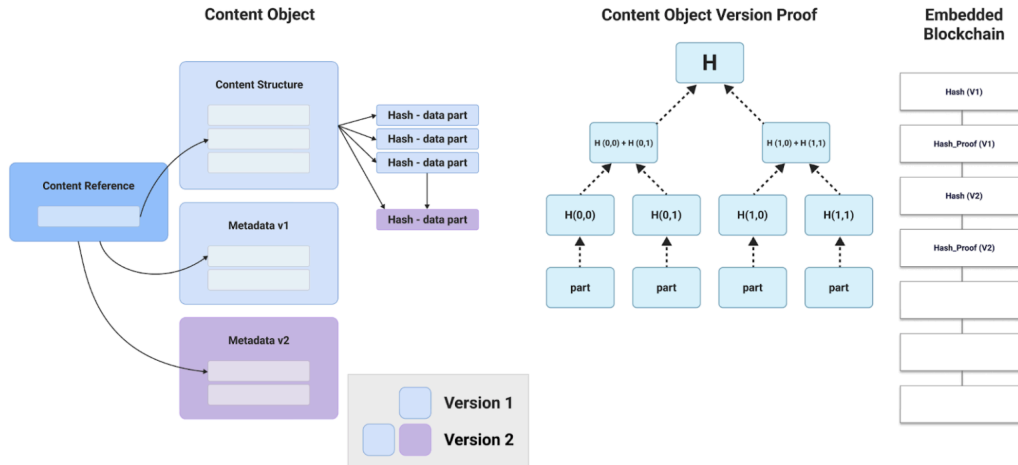 Content Object
Content Structure
Hash - data part
Hash - data part
Hash - data part
Hash - data part
Content Reference
Metadata v1
Metadata v2
Version 1
Version 2
Content Object Version Proof
H
H (0,0) + H (0,1)
H (1,0) + H (1,1)
H(0,0)
H(0,1)
H(1,0)
H(1,1)
part
part
part
part
Embedded
Blockchain
Hash (V1)
Hash_Proof (V1)
Hash (V2)
Hash_Proof (V2)